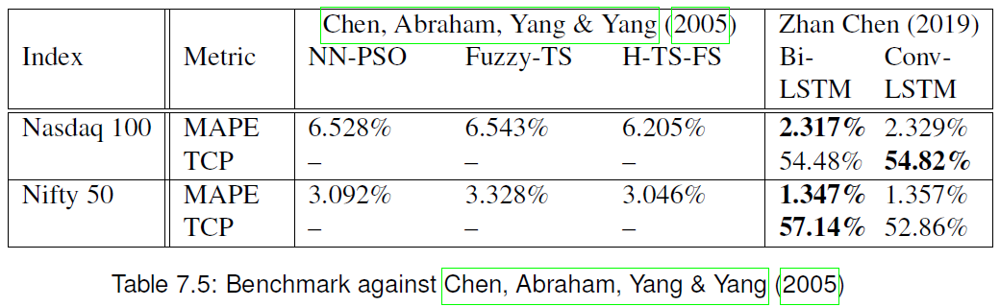 Chen, Abraham, Yang & Yang (2005) Zhan Chen (2019)
Index Metric NN-PSO Fuzzy-TS H-TS-FS Bi- Conv-
LSTM LSTM
Nasdaq 100 MAPE 6.528% 6.543% 6.205% 2.317% 2.329%
TCP – – – 54.48% 54.82%
Nifty 50 MAPE 3.092% 3.328% 3.046% 1.347% 1.357%
TCP – – – 57.14% 52.86%
Table 7.5: Benchmark against Chen, Abraham, Yang & Yang (2005)